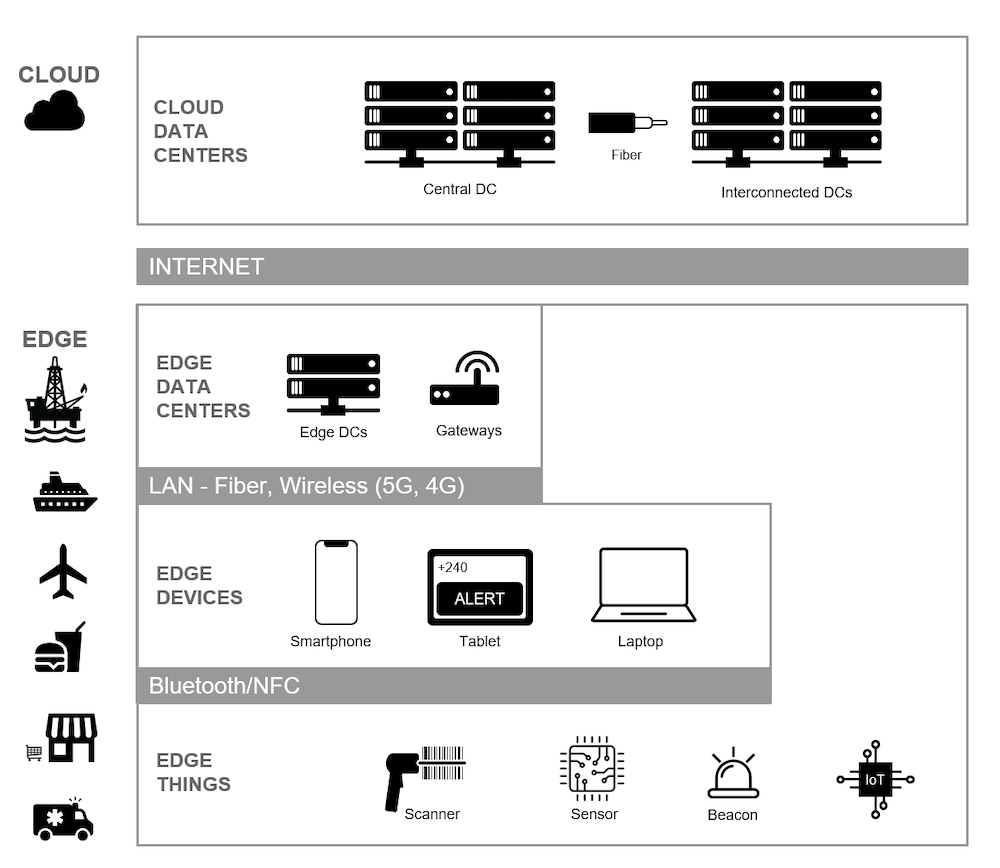 CLOUD
CLOUD
DATA
CENTERS
Fiber
Central DC
Interconnected DCs
INTERNET
EDGE
EDGE
DATA
CENTERS
Edge DCs
Gateways
LAN - Fiber, Wireless (5G, 4G)
EDGE
DEVICES
+240
ALERT
Smartphone
Tablet
Laptop
Bluetooth/NFC
EDGE
THINGS
IoT
Scanner
Sensor
Beacon